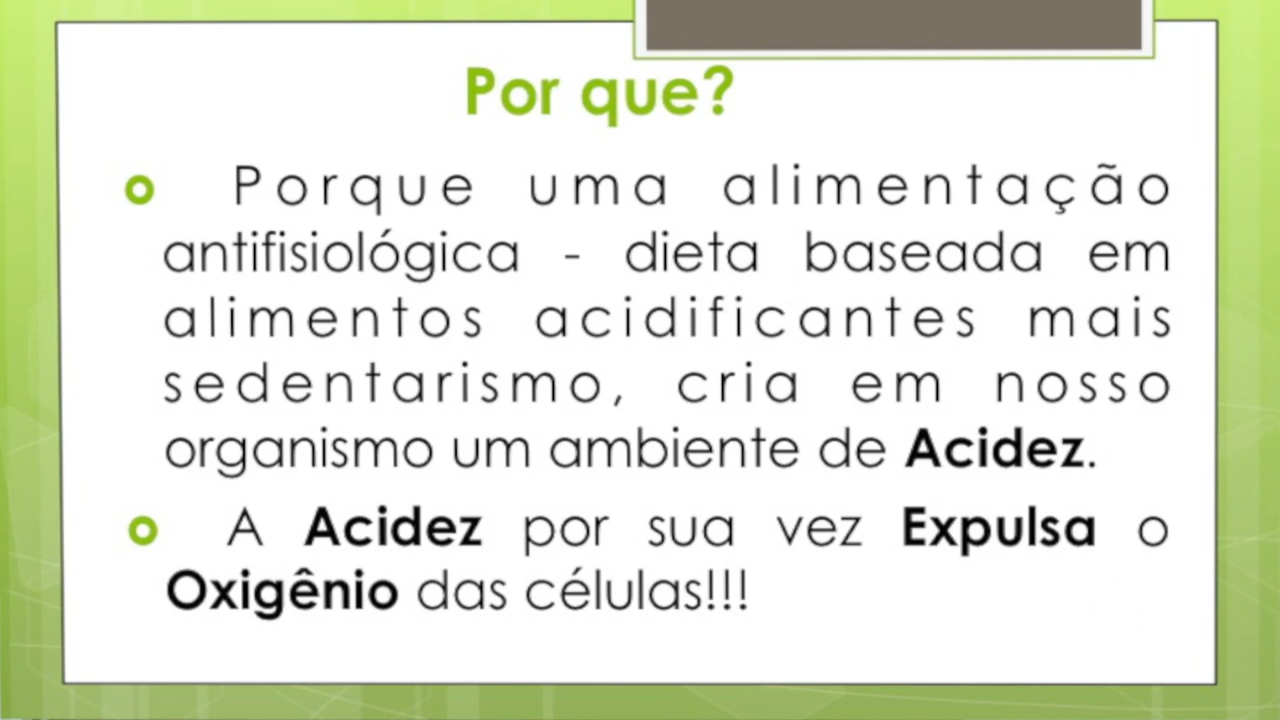 Por que?
Porque uma alimentação
antifisiológica - dieta baseada em
alimentos acidificantes mais
sedentarismo, cria em nosso
organismo um ambiente de Acidez.
A Acidez por sua vez Expulsa o
Oxigênio das células!!!